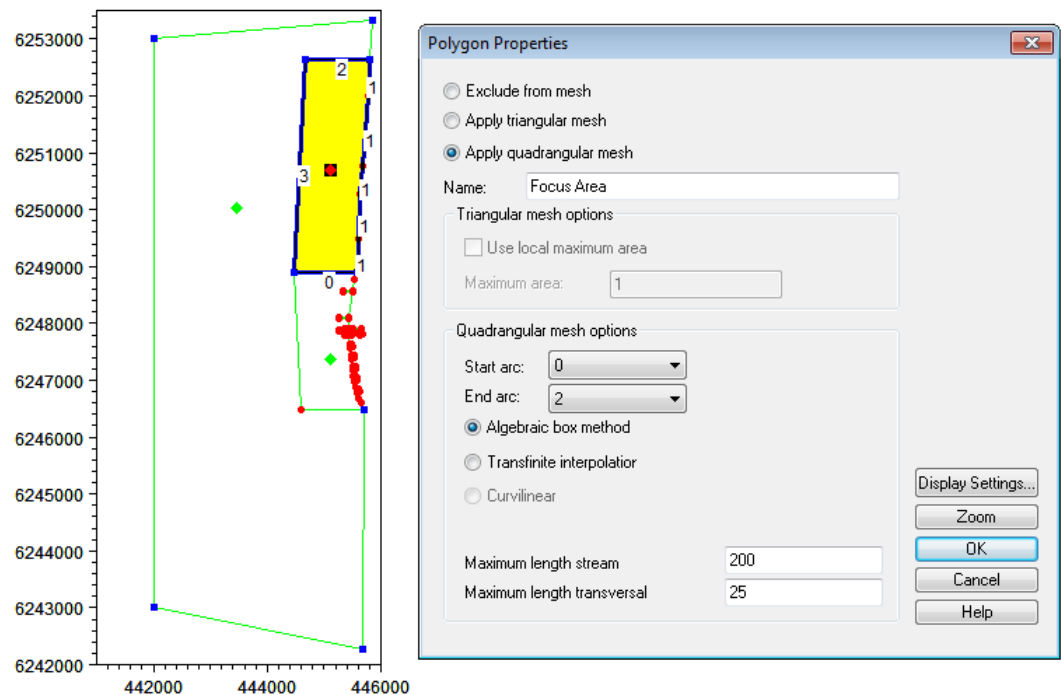 6253000
6252000
6251000
6250000
6249000
6248000
6247000
6246000
6245000
6244000
6243000
6242000
442000 444000 446000
2
1
1
3
1
1
1
0
Polygon Properties
Exclude from mesh
Apply triangular mesh
Apply quadrangular mesh
Name: Focus Area
Triangular mesh options
Use local maximum area
Maximum area: 1
Quadrangular mesh options
Start arc: 0
End arc: 2
Algebraic box method
Transfinite interpolatior
Curvilinear
Maximum length stream 200
Maximum length transversal 25
Display Settings...
Zoom
OK
Cancel
Help